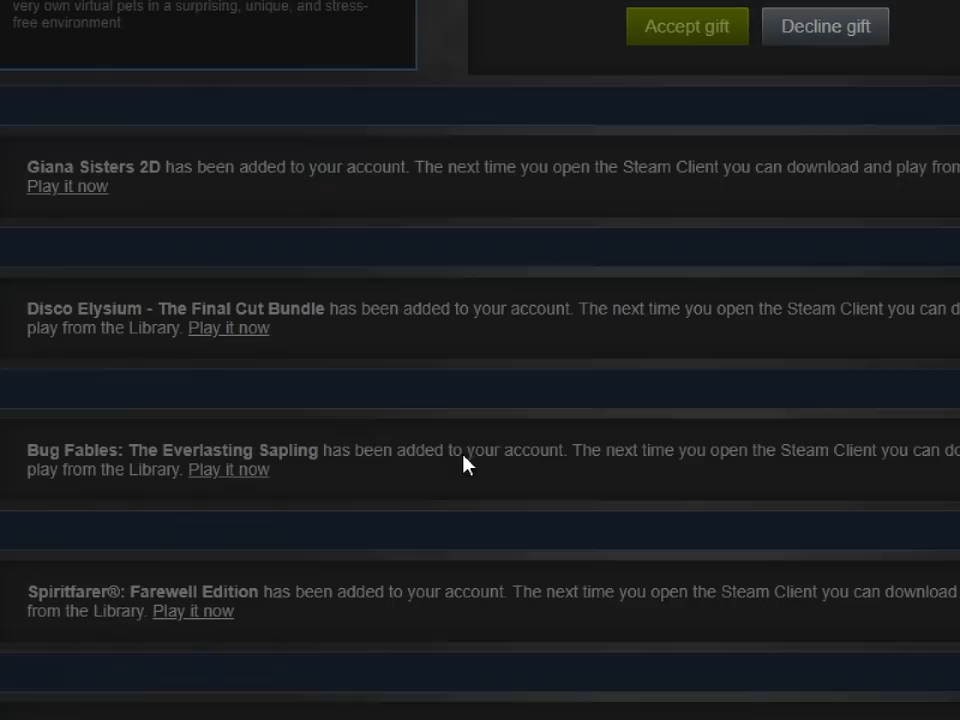 very own virtual pets in a surprising, unique, and stress-
free environment
Accept gift Decline gift
Giana Sisters 2D has been added to your account. The next time you open the Steam Client you can download and play from
Play it now
Disco Elysium - The Final Cut Bundle has been added to your account. The next time you open the Steam Client you can
play from the Library. Play it now
Bug Fables: The Everlasting Sapling has been added to your account. The next time you open the Steam Client you can
play from the Library. Play it now
Spiritfarer®: Farewell Edition has been added to your account. The next time you open the Steam Client you can download
from the Library. Play it now